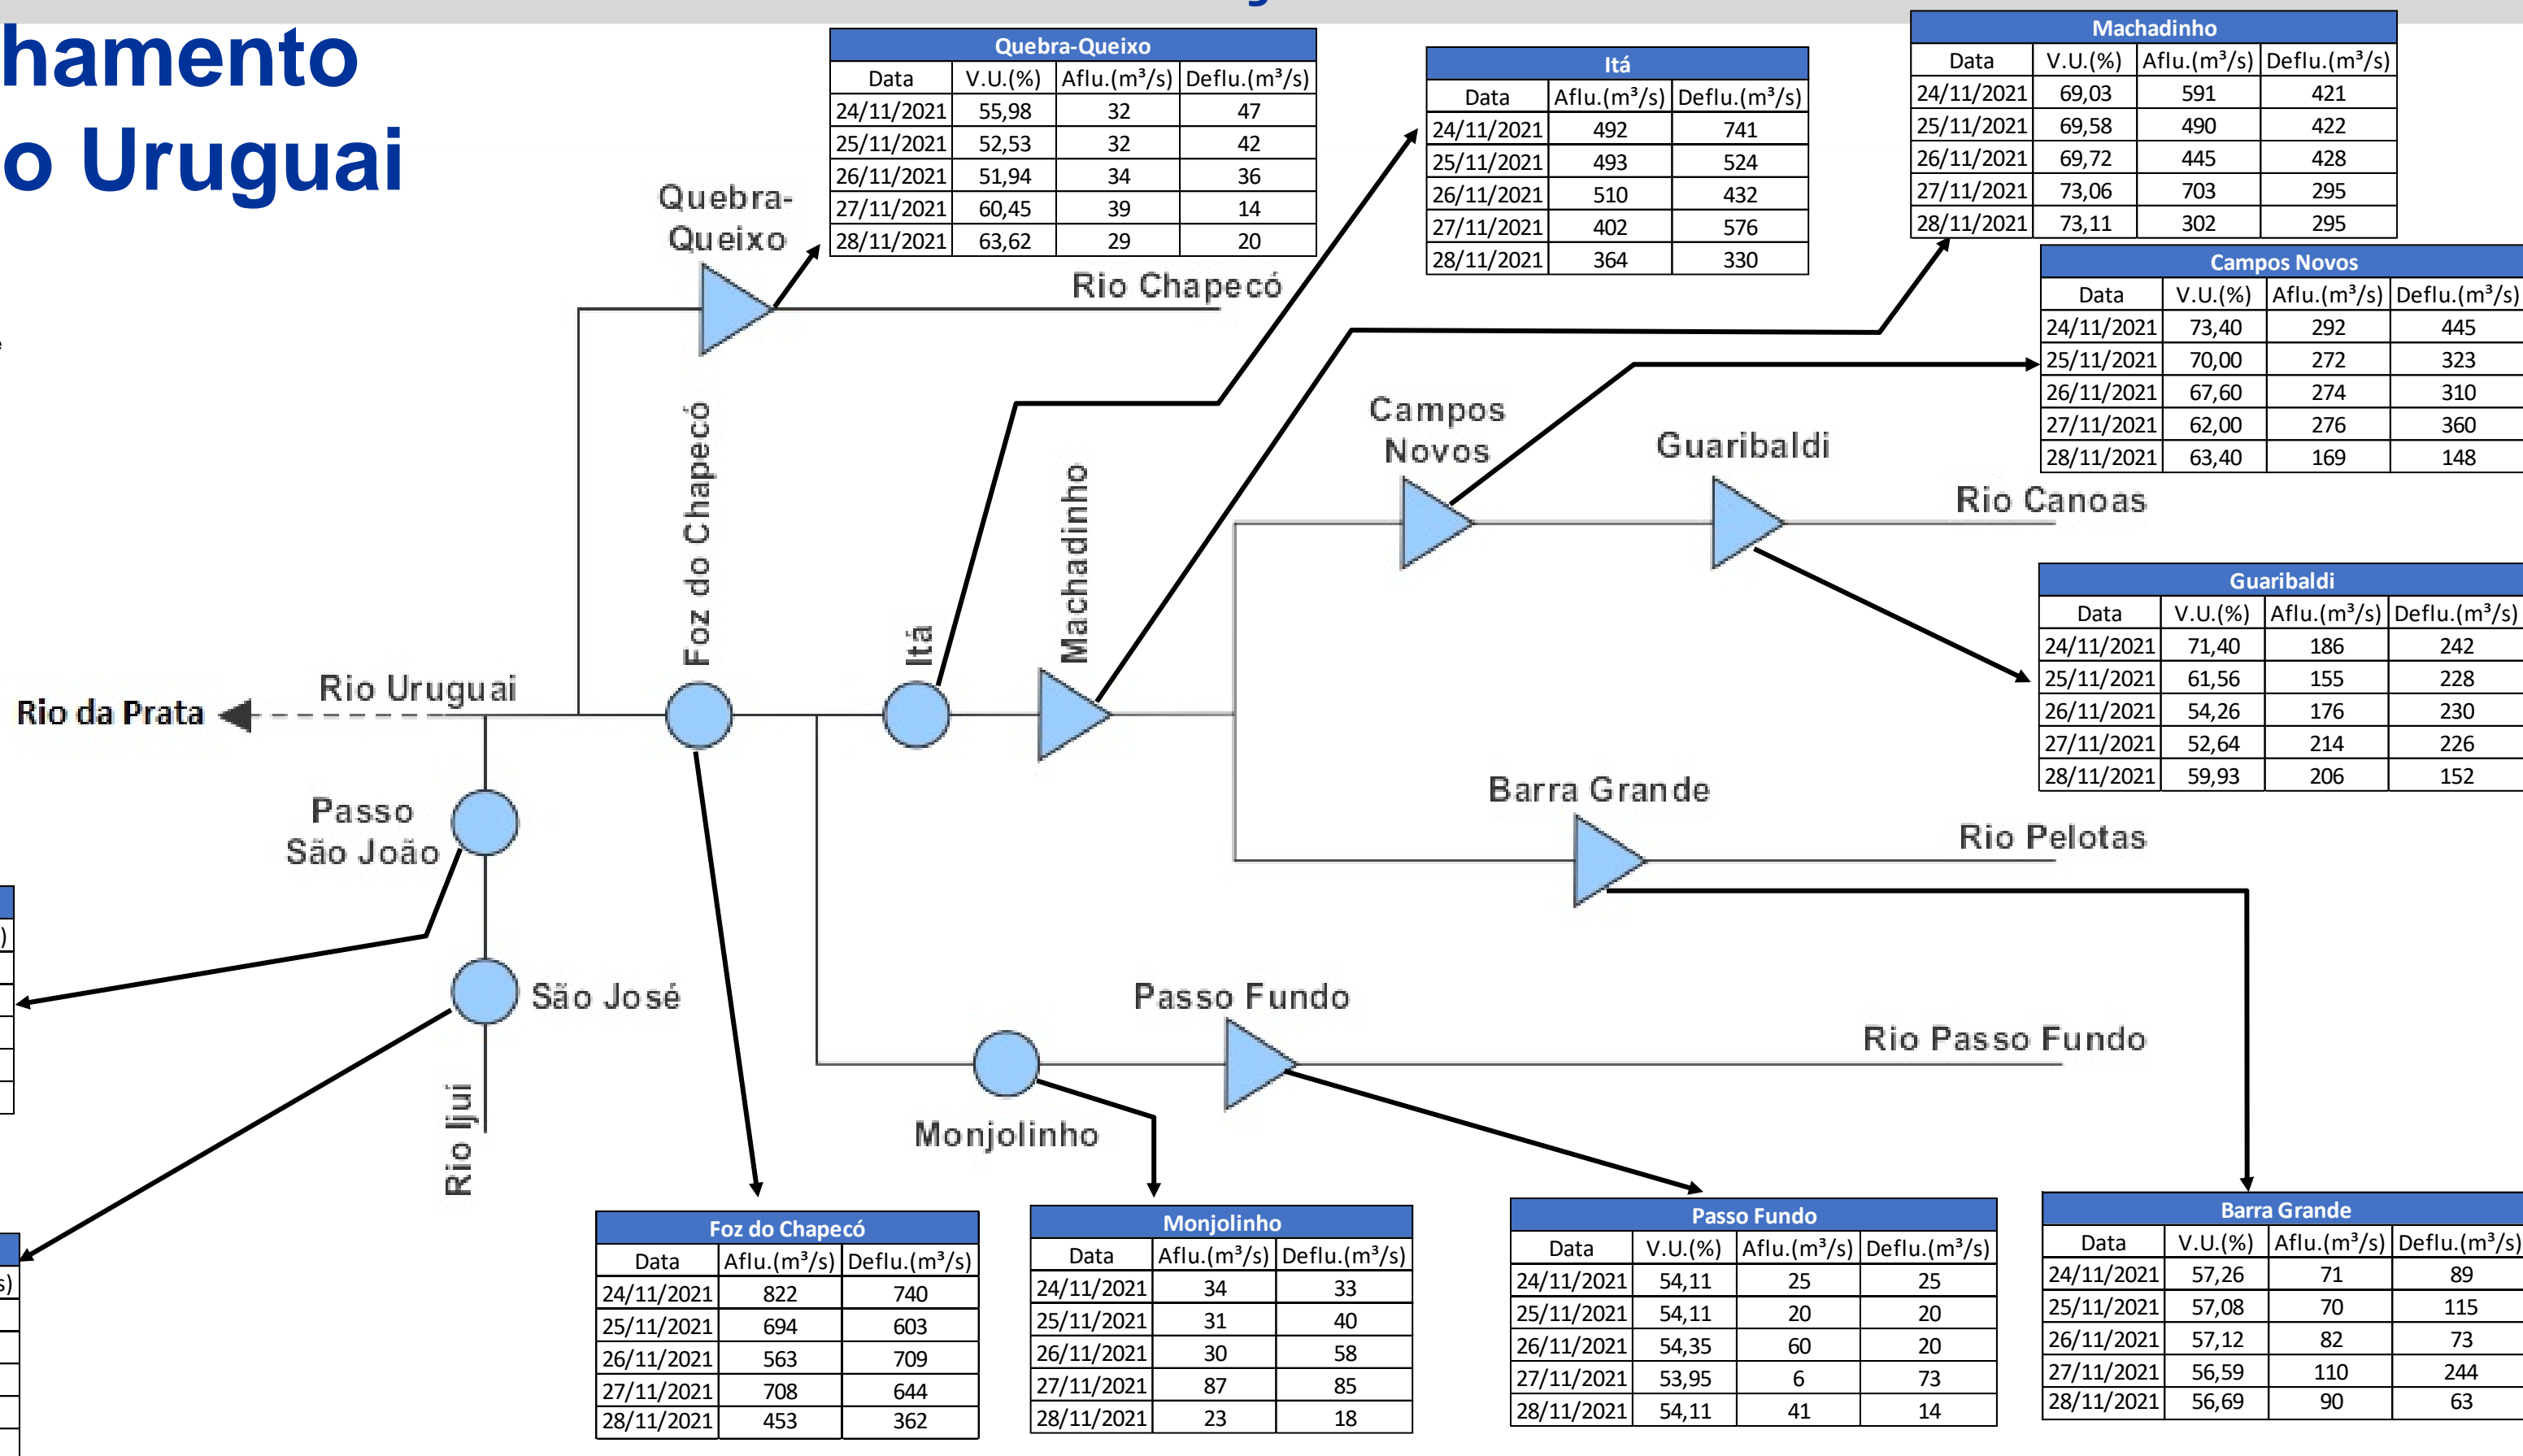 hamento
o Uruguai
Quebra-Queixo
Data V.U.(%) Aflu.(m³/s) Deflu.(m³/s)
24/11/2021 55,98 32 47
25/11/2021 52,53 32 42
26/11/2021 51,94 34 36
27/11/2021 60,45 39 14
28/11/2021 63,62 29 20
Itá
Data Aflu.(m³/s) Deflu.(m³/s)
24/11/2021 492 741
25/11/2021 493 524
26/11/2021 510 432
27/11/2021 402 576
28/11/2021 364 330
Machadinho
Data V.U.(%) Aflu.(m³/s) Deflu.(m³/s)
24/11/2021 69,03 591 421
25/11/2021 69,58 490 422
26/11/2021 69,72 445 428
27/11/2021 73,06 703 295
28/11/2021 73,11 302 295
Campos Novos
Data V.U.(%) Aflu.(m³/s) Deflu.(m³/s)
24/11/2021 73,40 292 445
25/11/2021 70,00 272 323
26/11/2021 67,60 274 310
27/11/2021 62,00 276 360
28/11/2021 63,40 169 148
Quebra-
Queixo
Rio Chapecó
Foz do Chapecó
Itá
Machadinho
Campos
Novos
Guaribaldi
Rio Canoas
Guaribaldi
Data V.U.(%) Aflu.(m³/s) Deflu.(m³/s)
24/11/2021 71,40 186 242
25/11/2021 61,56 155 228
26/11/2021 54,26 176 230
27/11/2021 52,64 214 226
28/11/2021 59,93 206 152
Rio da Prata
Rio Uruguai
Passo
São João
Barra Grande
Rio Pelotas
São José
Rio Ijui
Passo Fundo
Rio Passo Fundo
Monjolinho
Foz do Chapecó
Data Aflu.(m³/s) Deflu.(m³/s)
24/11/2021 822 740
25/11/2021 694 603
26/11/2021 563 709
27/11/2021 708 644
28/11/2021 453 362
Monjolinho
Data Aflu.(m³/s) Deflu.(m³/s)
24/11/2021 34 33
25/11/2021 31 40
26/11/2021 30 58
27/11/2021 87 85
28/11/2021 23 18
Passo Fundo
Data V.U.(%) Aflu.(m³/s) Deflu.(m³/s)
24/11/2021 54,11 25 25
25/11/2021 54,11 20 20
26/11/2021 54,35 60 20
27/11/2021 53,95 6 73
28/11/2021 54,11 41 14
Barra Grande
Data V.U.(%) Aflu.(m³/s) Deflu.(m³/s)
24/11/2021 57,26 71 89
25/11/2021 57,08 70 115
26/11/2021 57,12 82 73
27/11/2021 56,59 110 244
28/11/2021 56,69 90 63